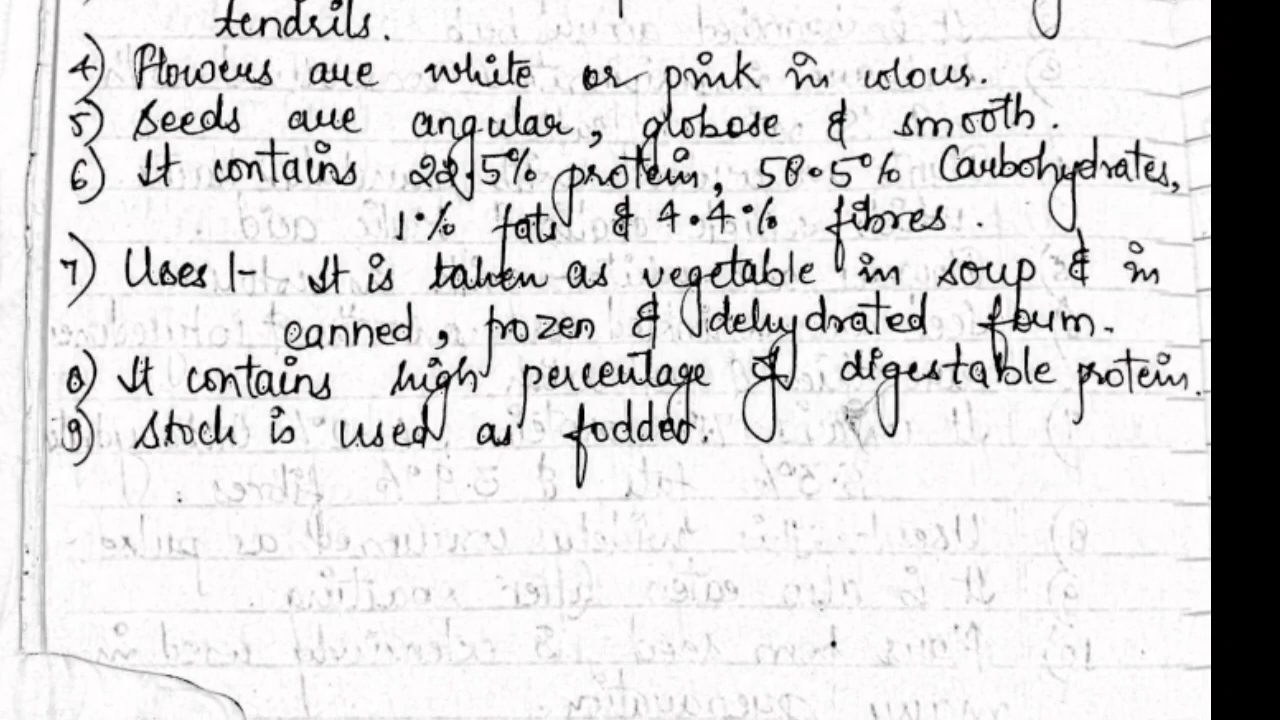 tendrils.
4) Flowers are white or pink in colour.
5) Seeds are angular, globose & smooth.
6) It contains 22.5% protein, 58.5% Carbohydrates,
1% fats & 4.4% fibres.
7) Uses :- It is taken as vegetable in soup & in
canned, frozen & dehydrated form.
8) It contains high percentage of digestable protein.
9) Stock is used as fodder.